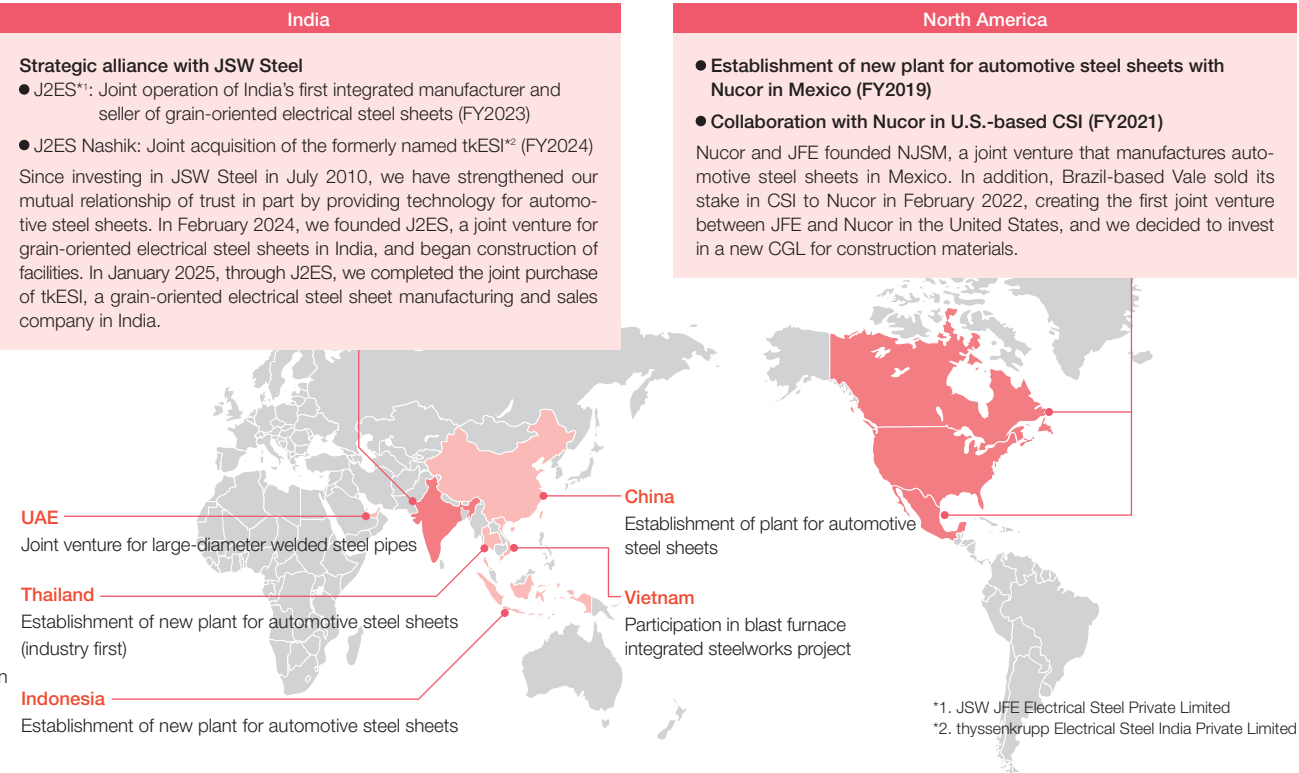 India
Strategic alliance with JSW Steel
● J2ES*1: Joint operation of India's first integrated manufacturer and
seller of grain-oriented electrical steel sheets (FY2023)
● J2ES Nashik: Joint acquisition of the formerly named tkESI*2 (FY2024)
Since investing in JSW Steel in July 2010, we have strengthened our
mutual relationship of trust in part by providing technology for automo-
tive steel sheets. In February 2024, we founded J2ES, a joint venture for
grain-oriented electrical steel sheets in India, and began construction of
facilities. In January 2025, through J2ES, we completed the joint purchase
of tkESI, a grain-oriented electrical steel sheet manufacturing and sales
company in India.
North America
● Establishment of new plant for automotive steel sheets with
Nucor in Mexico (FY2019)
● Collaboration with Nucor in U.S.-based CSI (FY2021)
Nucor and JFE founded NJSM, a joint venture that manufactures auto-
motive steel sheets in Mexico. In addition, Brazil-based Vale sold its
stake in CSI to Nucor in February 2022, creating the first joint venture
between JFE and Nucor in the United States, and we decided to invest
in a new CGL for construction materials.
UAE
Joint venture for large-diameter welded steel pipes
Thailand
Establishment of new plant for automotive steel sheets
(industry first)
n
Indonesia
Establishment of new plant for automotive steel sheets
China
Establishment of plant for automotive
steel sheets
Vietnam
Participation in blast furnace
integrated steelworks project
*1. JSW JFE Electrical Steel Private Limited
*2. thyssenkrupp Electrical Steel India Private Limited